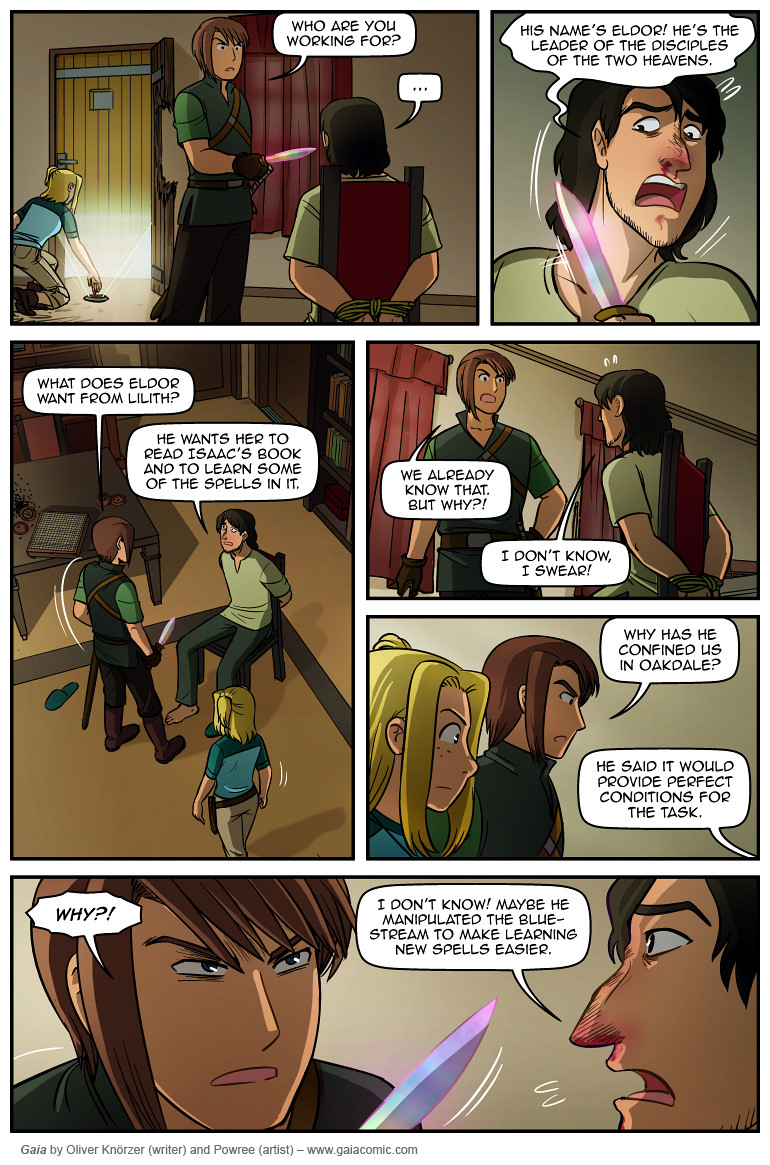 WHO ARE YOU
WORKING FOR?
...
HIS NAME'S ELDOR! HE'S THE
LEADER OF THE DISCIPLES
OF THE TWO HEAVENS.
WHAT DOES ELDOR
WANT FROM LILITH?
HE WANTS HER TO
READ ISAAC'S BOOK
AND TO LEARN SOME
OF THE SPELLS IN IT.
WE ALREADY
KNOW THAT.
BUT WHY?!
I DON'T KNOW,
I SWEAR!
WHY HAS HE
CONFINED US
IN OAKDALE?
HE SAID IT WOULD
PROVIDE PERFECT
CONDITIONS FOR
THE TASK.
WHY?!
I DON'T KNOW! MAYBE HE
MANIPULATED THE BLUE-
STREAM TO MAKE LEARNING
NEW SPELLS EASIER.
Gaia by Oliver Knörzer (writer) and Powree (artist) – www.gaiacomic.com